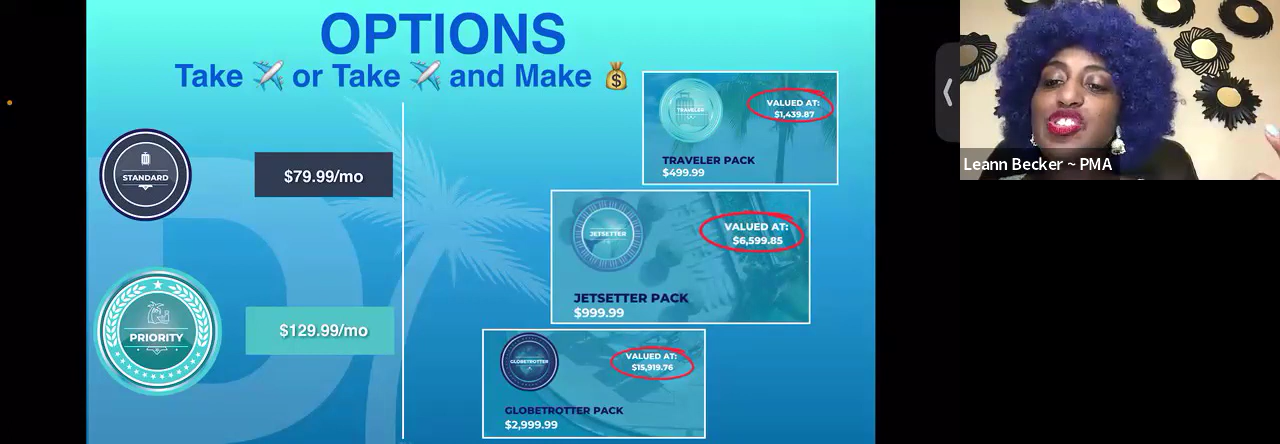 OPTIONS
Take ✈️ or Take ✈️ and Make 💰
STANDARD
$79.99/mo
PRIORITY
$129.99/mo
TRAVELER
VALUED AT:
$1,439.87
TRAVELER PACK
$499.99
JETSETTER
VALUED AT:
$6,599.85
JETSETTER PACK
$999.99
GLOBETROTTER
VALUED AT:
$15,919.76
GLOBETROTTER PACK
$2,999.99
Leann Becker ~ PMA